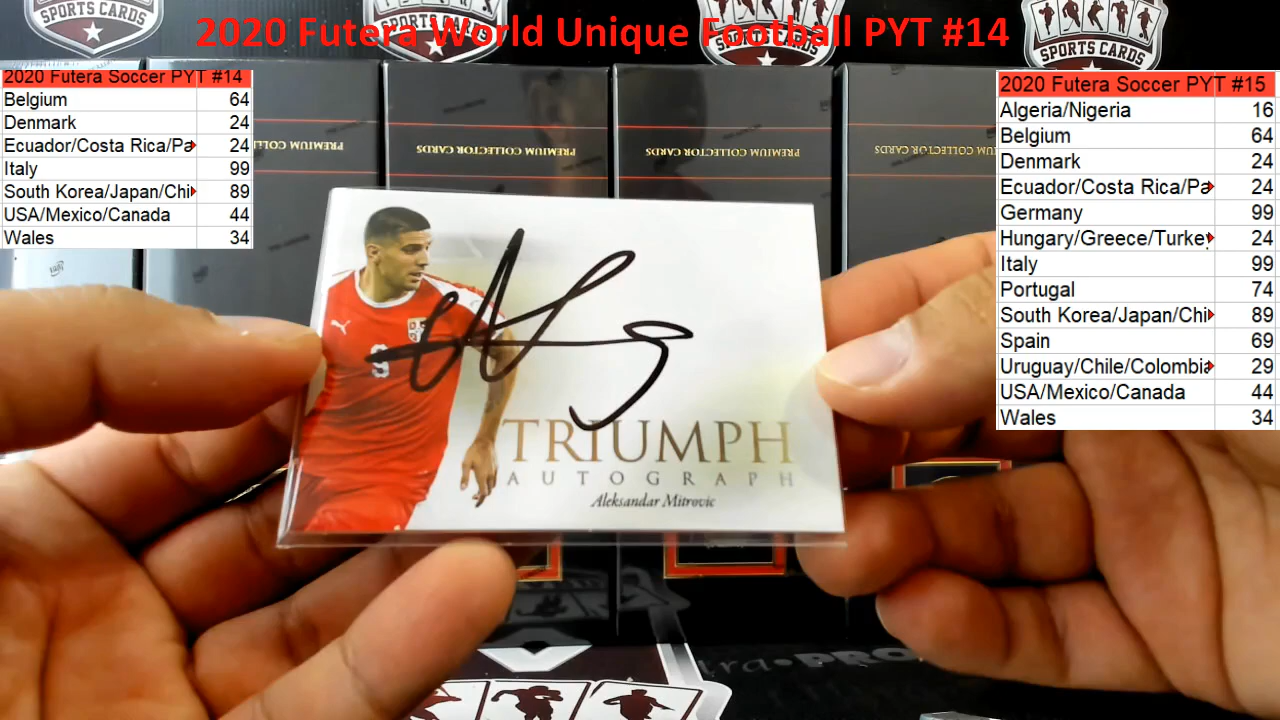 SPORTS CARDS
SPORTS CARDS
SPORTS CARDS
2020 Futera World Unique Football PYT #14
2020 Futera Soccer PYT #14
Belgium 64
Denmark 24
Ecuador/Costa Rica/Pa 24
Italy 99
South Korea/Japan/Chi 89
USA/Mexico/Canada 44
Wales 34
2020 Futera Soccer PYT #15
Algeria/Nigeria 16
Belgium 64
Denmark 24
Ecuador/Costa Rica/Pa 24
Germany 99
Hungary/Greece/Turkey 24
Italy 99
Portugal 74
South Korea/Japan/Chi 89
Spain 69
Uruguay/Chile/Colombia 29
USA/Mexico/Canada 44
Wales 34
PREMIUM COLLECTOR CARDS
PREMIUM COLLECTOR CARDS
9
TRIUMPH
AUTOGRAPH
Aleksandar Mitrovic